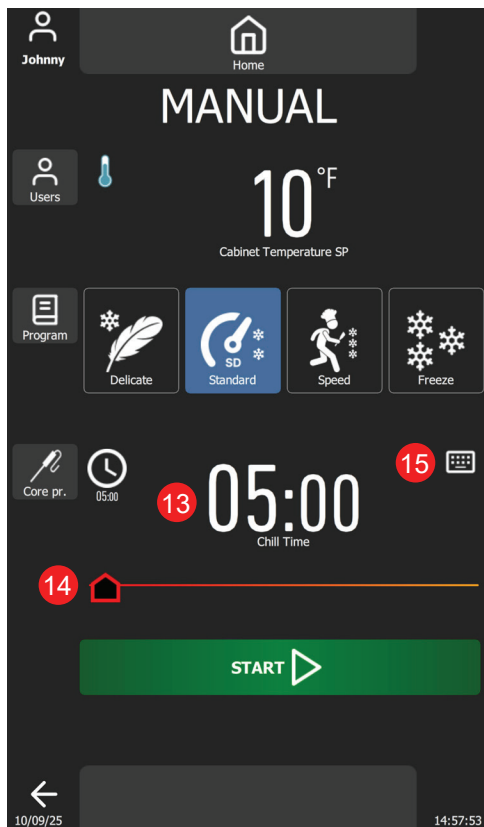 Johnny
Home
MANUAL
Users
10°F
Cabinet Temperature SP
Program
Delicate
SD
Standard
Speed
Freeze
Core pr.
05:00
13
05:00
15
Chill Time
14
START
10/09/25
14:57:53